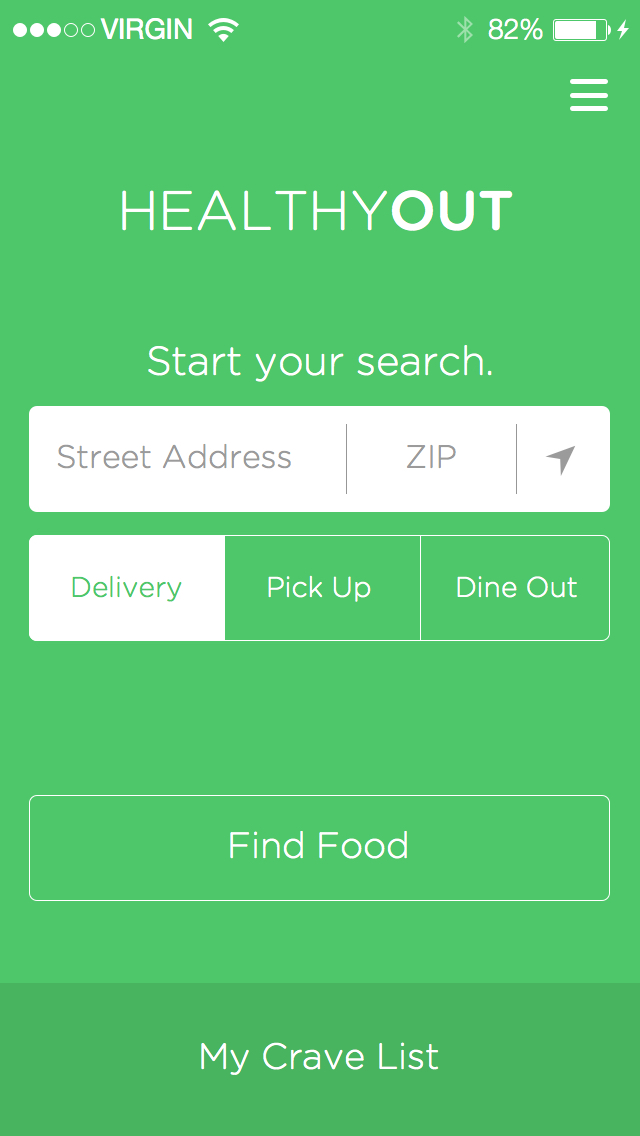 VIRGIN 82%
HEALTHYOUT
Start your search.
Street Address ZIP
Delivery Pick Up Dine Out
Find Food
My Crave List